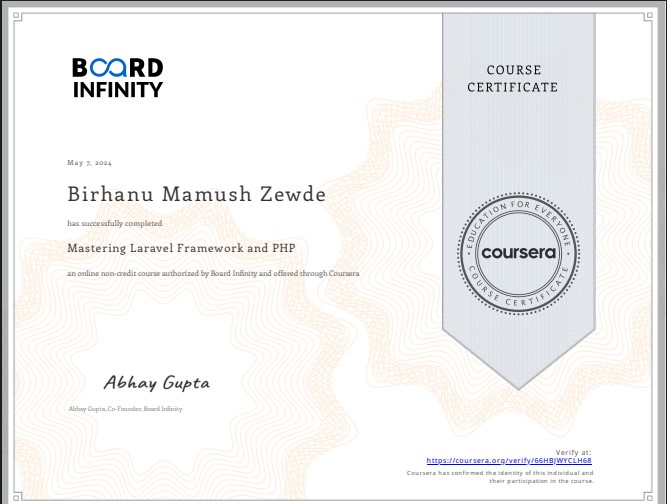 BOARD
INFINITY
COURSE
CERTIFICATE
May 7, 2024
Birhanu Mamush Zewde
has successfully completed
Mastering Laravel Framework and PHP
an online non-credit course authorized by Board Infinity and offered through Coursera
EDUCATION FOR EVERYONE
coursera
COURSE CERTIFICATE
Abhay Gupta
Abhay Gupta, Co-Founder, Board Infinity
Verify at:
https://coursera.org/verify/66HBJWYCLH68
Coursera has confirmed the identity of this individual and
their participation in the course.